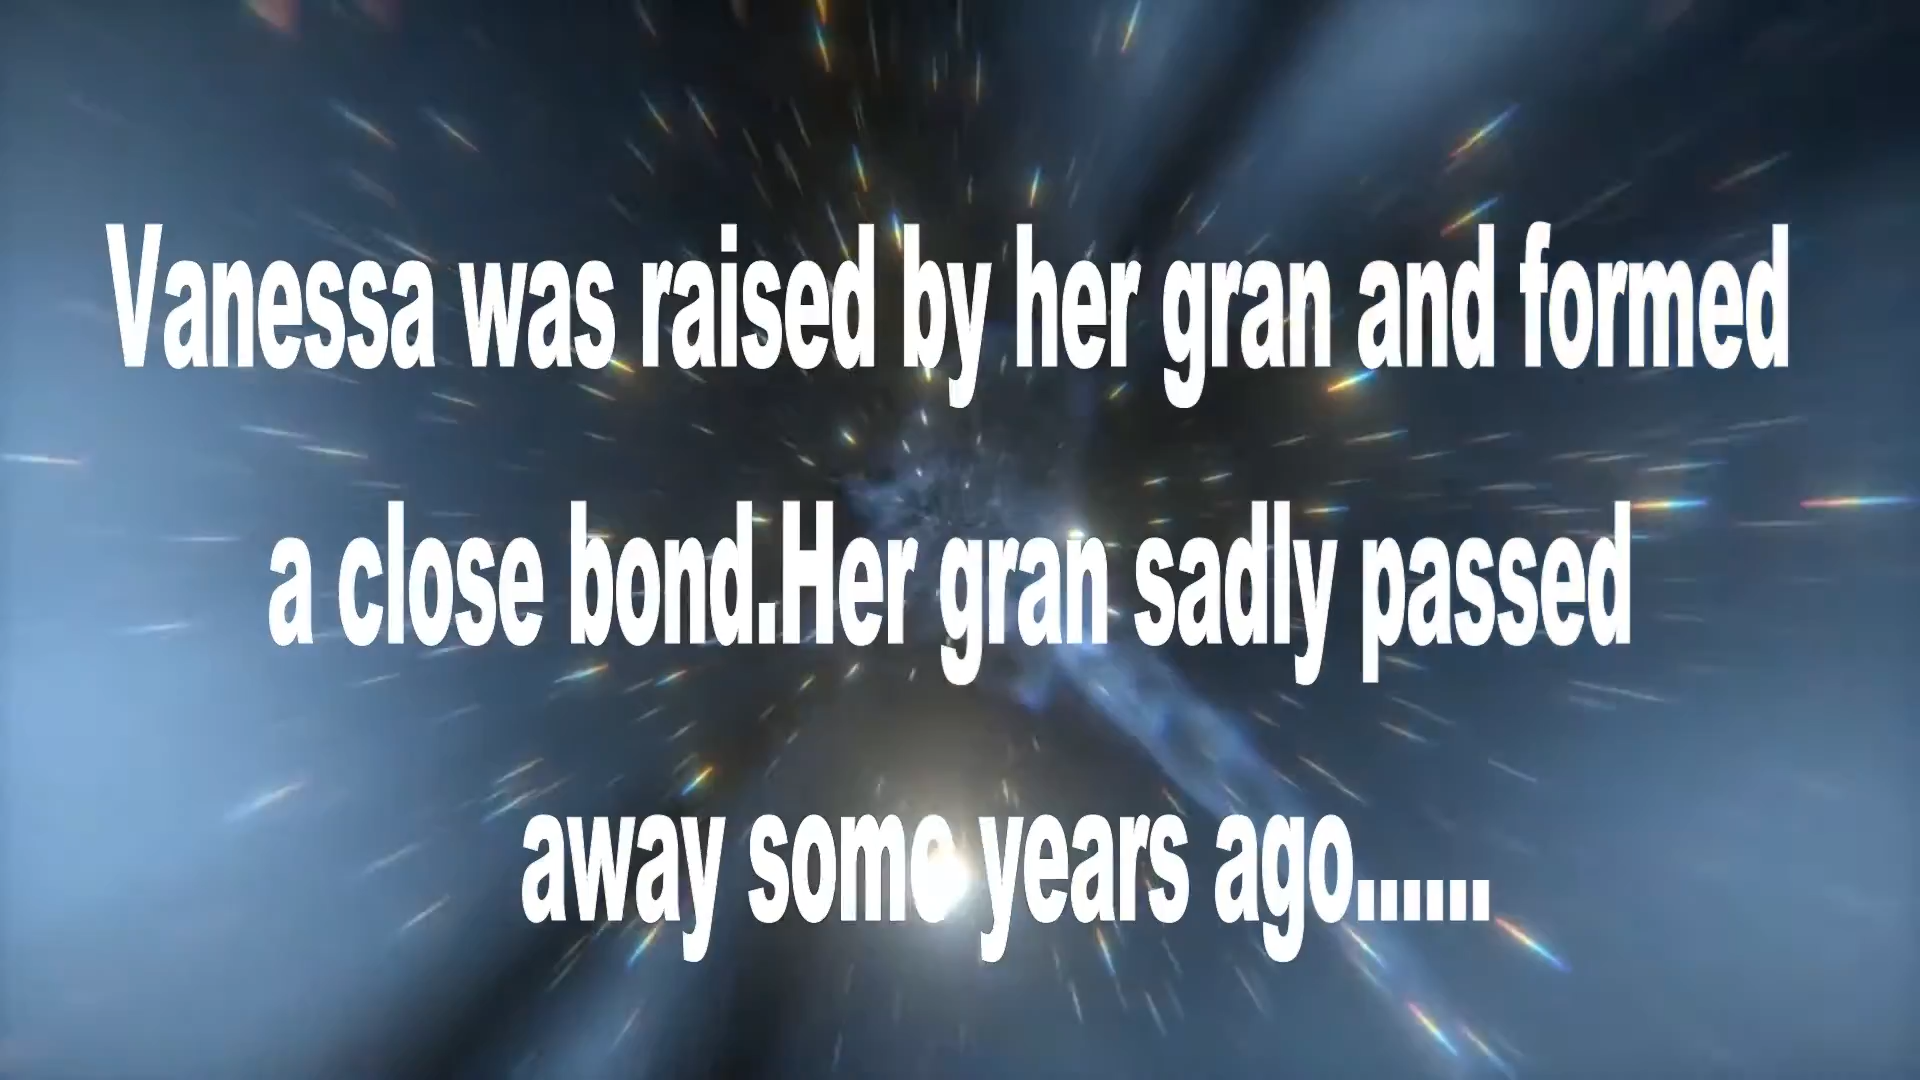 Vanessa was raised by her gran and formed
a close bond.Her gran sadly passed
away some years ago......